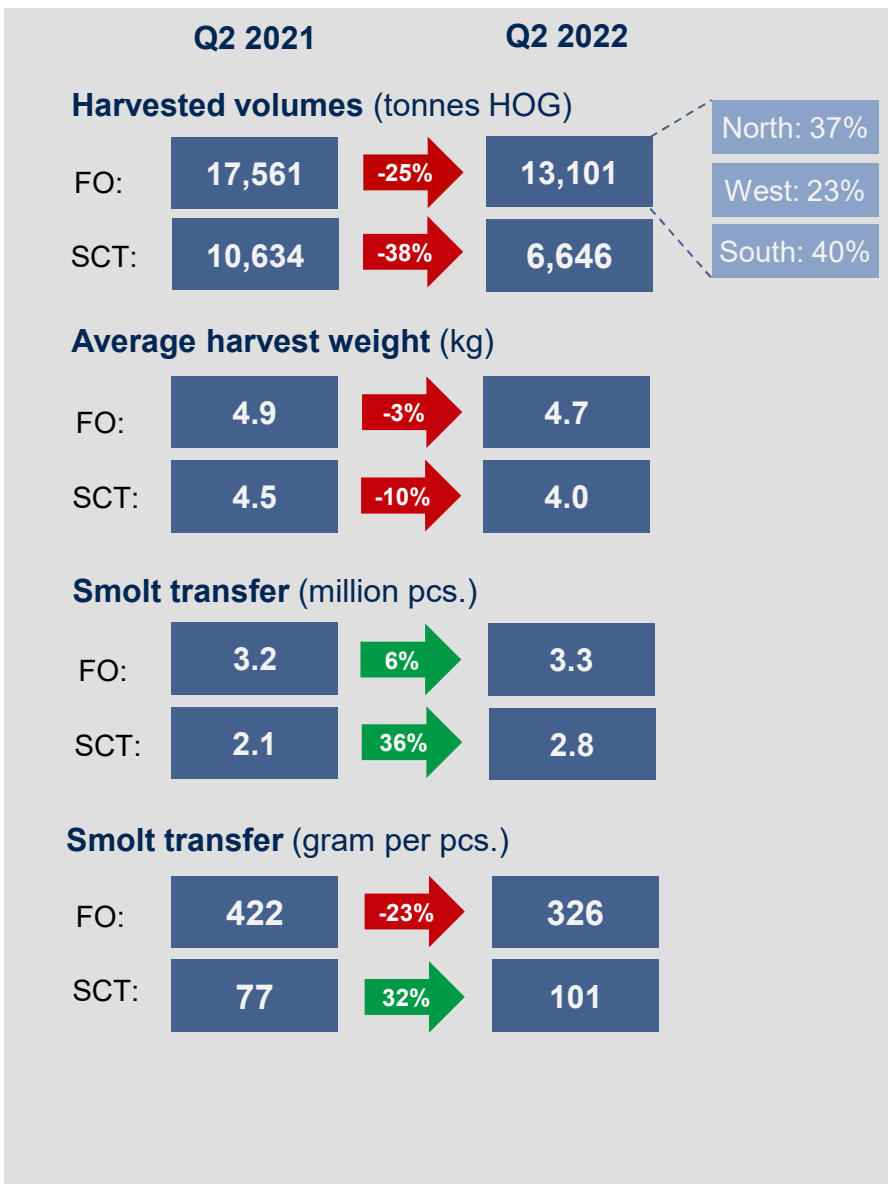 Q2 2021 Q2 2022
Harvested volumes (tonnes HOG)
FO: 17,561 -25% 13,101
SCT: 10,634 -38% 6,646
North: 37%
West: 23%
South: 40%
Average harvest weight (kg)
FO: 4.9 -3% 4.7
SCT: 4.5 -10% 4.0
Smolt transfer (million pcs.)
FO: 3.2 6% 3.3
SCT: 2.1 36% 2.8
Smolt transfer (gram per pcs.)
FO: 422 -23% 326
SCT: 77 32% 101